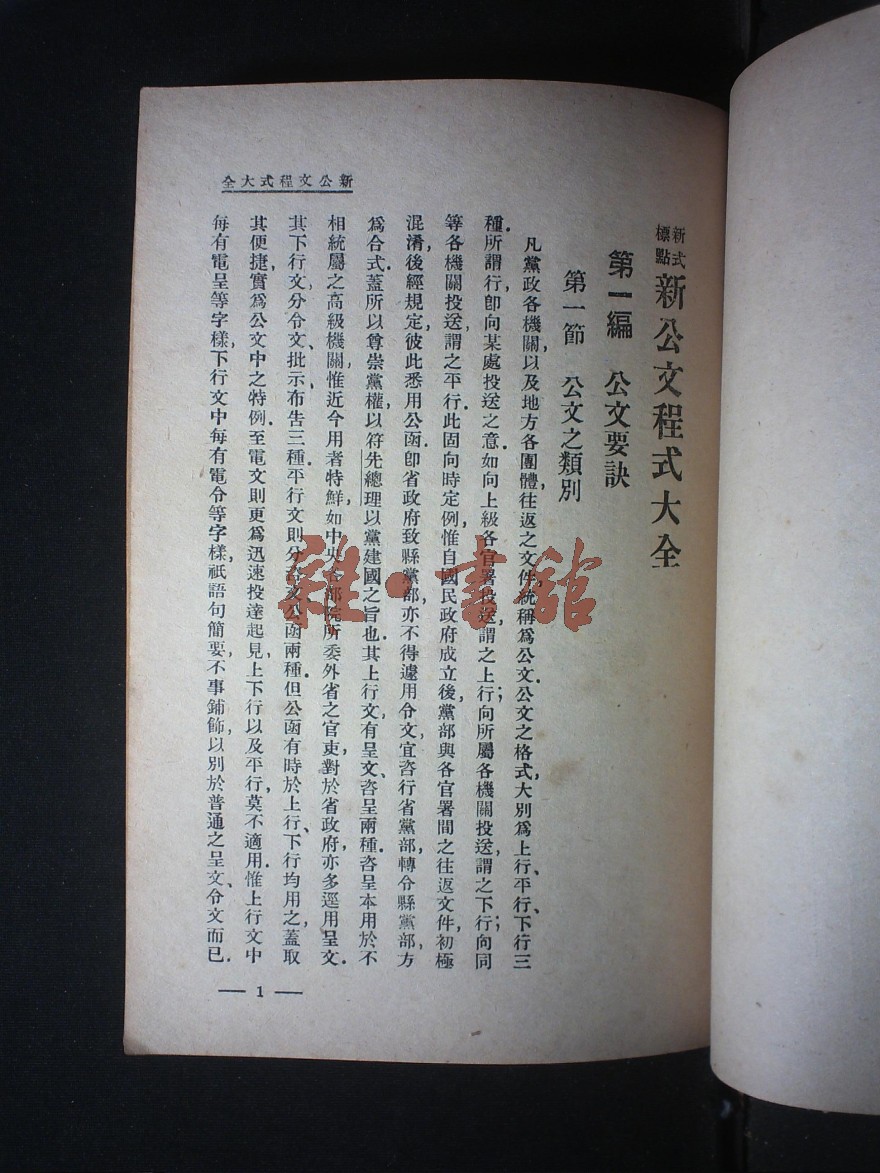 新公文程式大全
新式標點 新公文程式大全
第一編 公文要訣
第一節 公文之類別
凡黨政各機關以及地方各團體往返之文件,統稱爲公文.公文之格式,大別爲上行、平行、下行三
種.所謂行卽向某處投送之意.如向上級各官署投送,謂之上行;向所屬各機關投送,謂之下行;向同
等各機關投送,謂之平行.此固向時定例,惟自國民政府成立後,黨部與各官署間之往返文件,初極
混淆,後經規定,彼此悉用公函.卽省政府致縣黨部,亦不得遽用令文,宜咨行省黨部,轉令縣黨部,方
爲合式.蓋所以尊崇黨權,以符先總理以黨建國之旨也.其上行文有呈文、咨呈兩種.咨呈本用於不
相統屬之高級機關,惟近今用者特鮮,如中央各部院所委外省之官吏,對於省政府,亦多逕用呈文.
其下行文分令文、批示、布告三種.平行文則分咨文、公函兩種.但公函有時於上行、下行均用之,蓋取
其便捷,實爲公文中之特例.至電文則更爲迅速投達起見,上下行以及平行,莫不適用.惟上行文中
每有電呈等字樣,下行文中每有電令等字樣,祇語句簡要,不事鋪飾,以別於普通之呈文、令文而已.
— 1 —
雜·書館